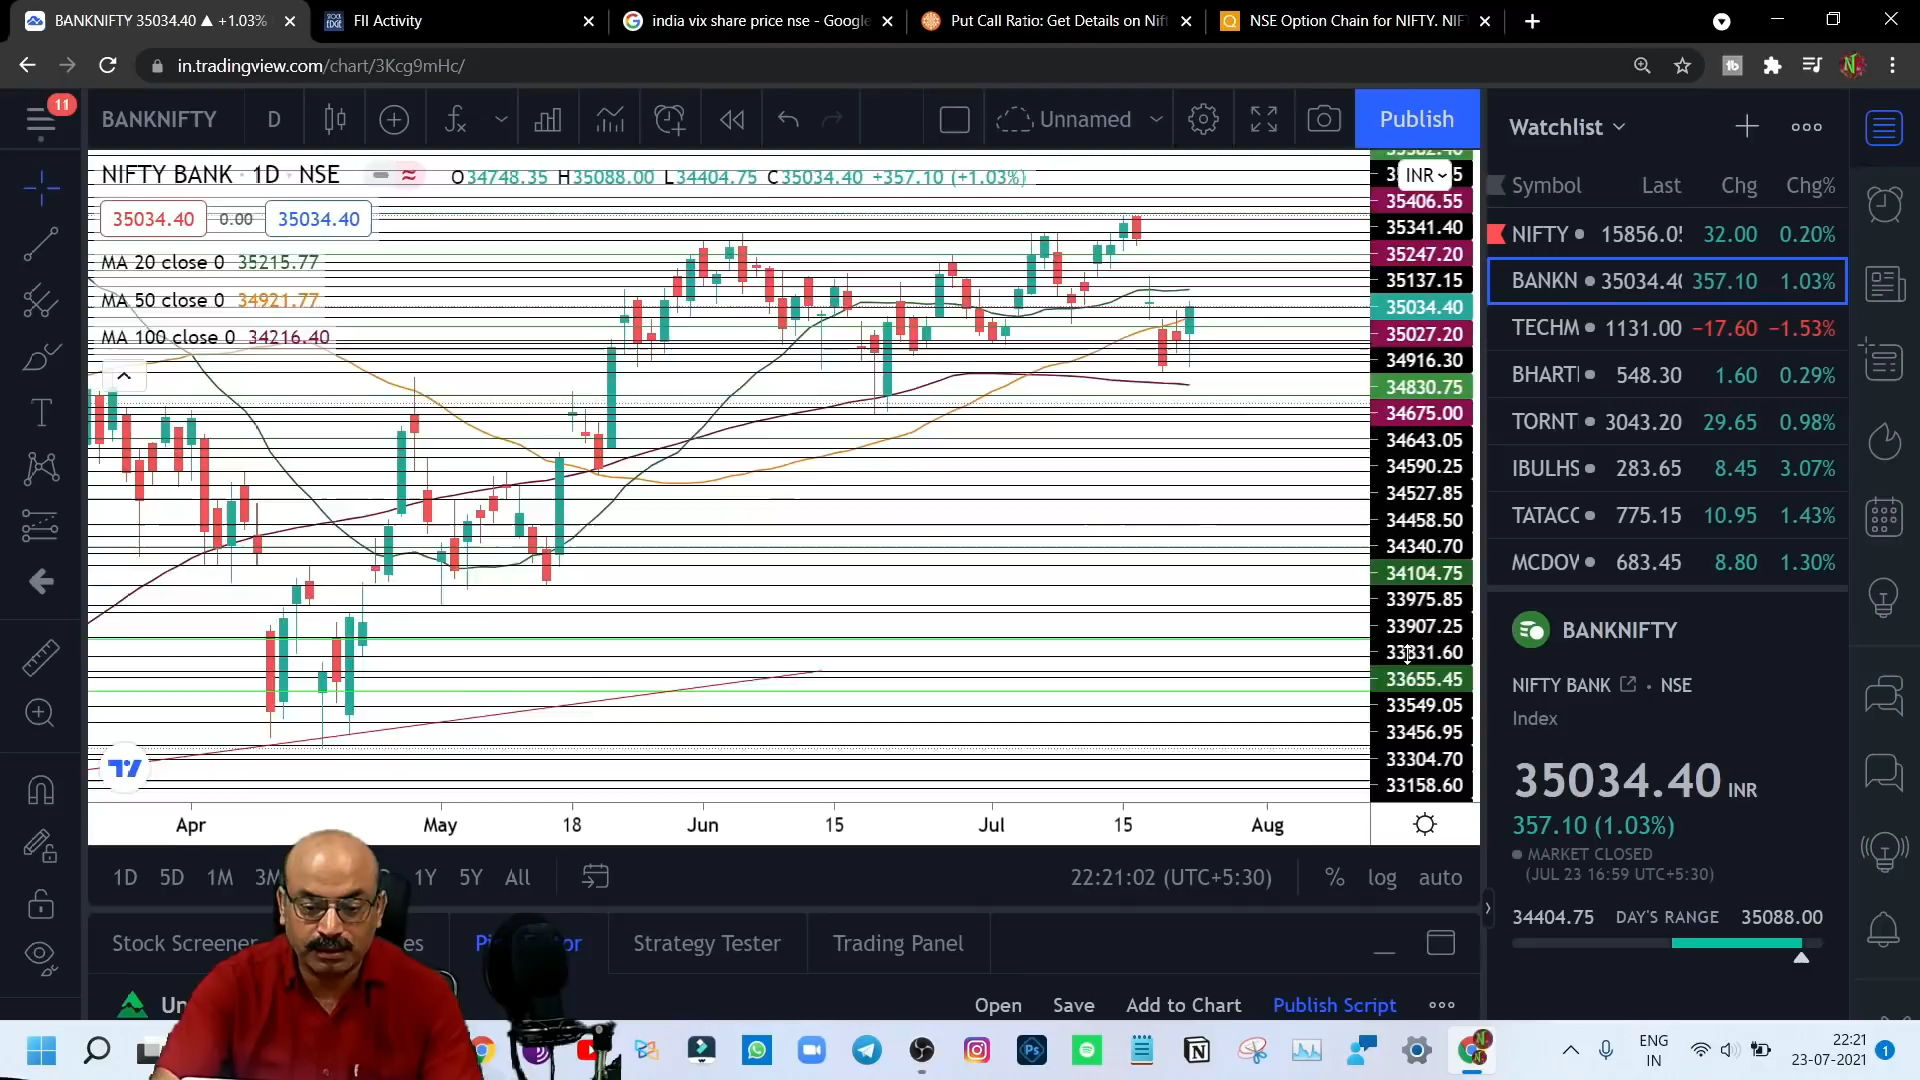 BANKNIFTY 35034.40 ▲ +1.03%
FII Activity
india vix share price nse - Google
Put Call Ratio: Get Details on Nift
NSE Option Chain for NIFTY. NIF
in.tradingview.com/chart/3Kcg9mHc/
11
BANKNIFTY
D
Unnamed
Publish
NIFTY BANK · 1D · NSE
O34748.35 H35088.00 L34404.75 C35034.40 +357.10 (+1.03%)
35034.40 0.00 35034.40
MA 20 close 0 35215.77
MA 50 close 0 34921.77
MA 100 close 0 34216.40
INR
35406.55
35341.40
35247.20
35137.15
35034.40
35027.20
34916.30
34830.75
34675.00
34643.05
34590.25
34527.85
34458.50
34340.70
34104.75
33975.85
33907.25
33655.45
33549.05
33456.95
33304.70
33158.60
Apr May 18 Jun 15 Jul 15 Aug
1D 5D 1M 3M 1Y 5Y All
22:21:02 (UTC+5:30) % log auto
Stock Screener
Strategy Tester
Trading Panel
Open Save Add to Chart Publish Script
Watchlist
Symbol Last Chg Chg%
NIFTY 15856.05 32.00 0.20%
BANKN 35034.40 357.10 1.03%
TECHM 1131.00 −17.60 −1.53%
BHARTI 548.30 1.60 0.29%
TORNT 3043.20 29.65 0.98%
IBULHS 283.65 8.45 3.07%
TATACO 775.15 10.95 1.43%
MCDOW 683.45 8.80 1.30%
BANKNIFTY
NIFTY BANK · NSE
Index
35034.40 INR
357.10 (1.03%)
MARKET CLOSED
(JUL 23 16:59 UTC+5:30)
34404.75 DAY'S RANGE 35088.00
ENG
IN
22:21
23-07-2021
1